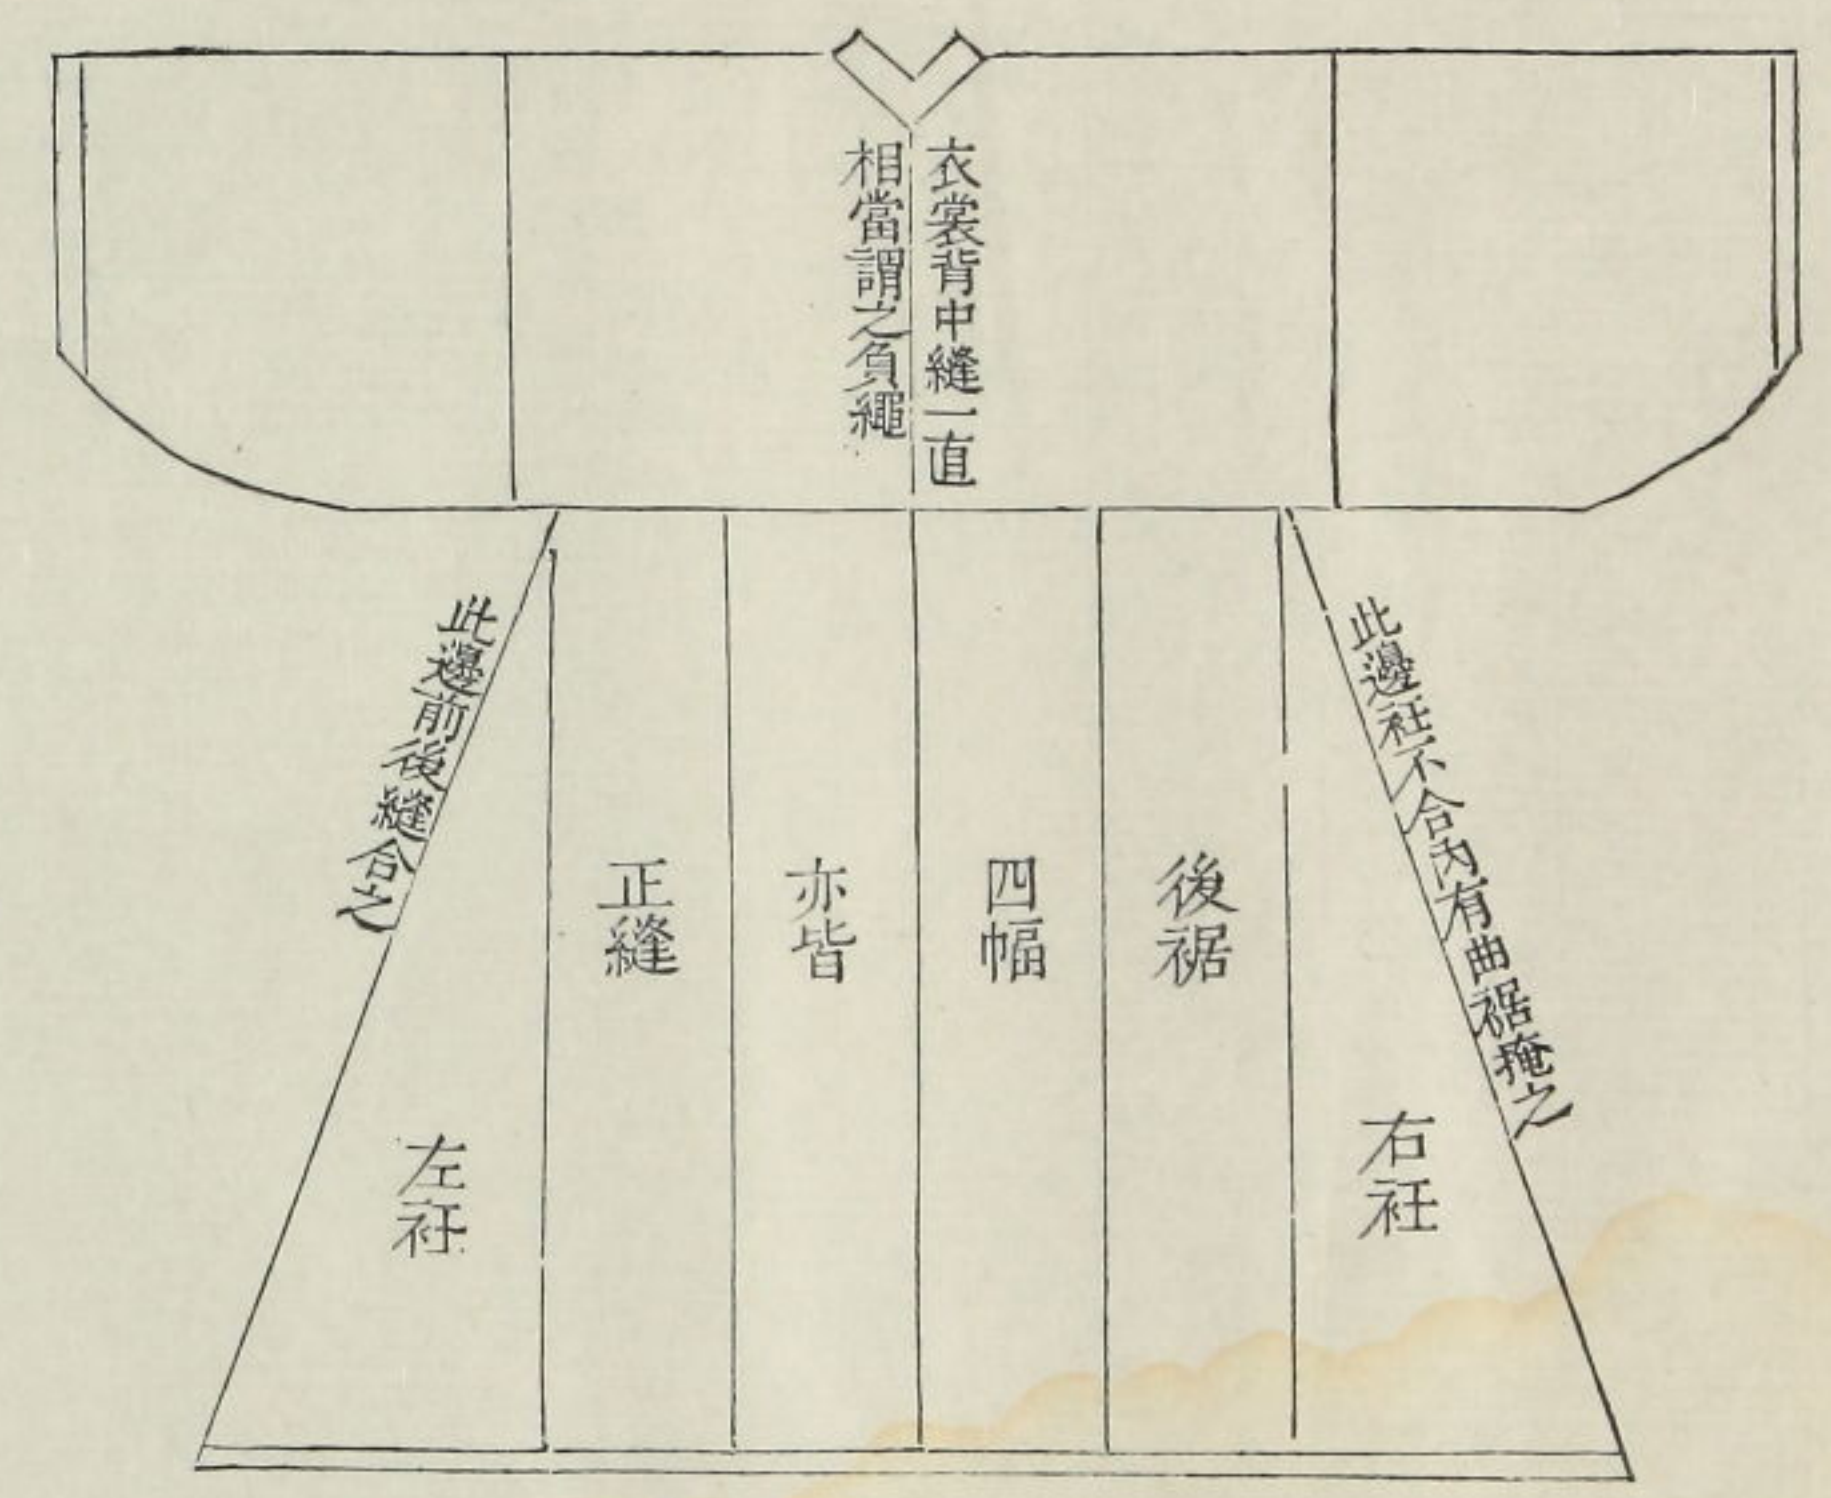 衣裳背中縫一直
相當謂之負繩
此邊衽不合內有曲裾掩之
右衽
後裾
四幅
亦皆
正縫
左衽
此邊前後縫合之